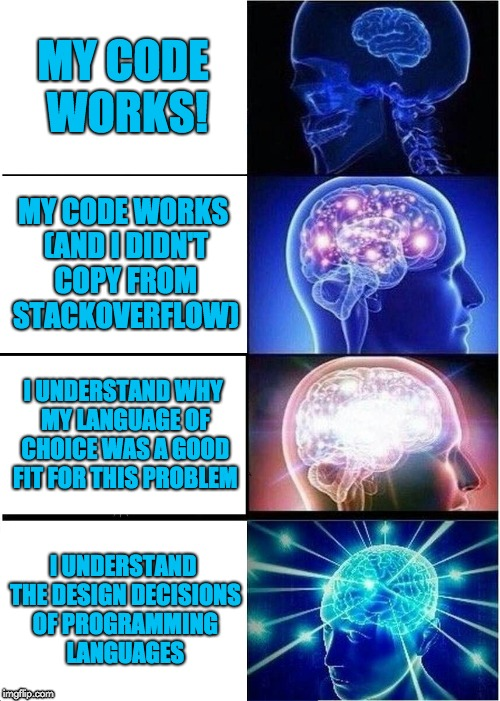 MY CODE
WORKS!
MY CODE WORKS
(AND I DIDN'T
COPY FROM
STACKOVERFLOW)
I UNDERSTAND WHY
MY LANGUAGE OF
CHOICE WAS A GOOD
FIT FOR THIS PROBLEM
I UNDERSTAND
THE DESIGN DECISIONS
OF PROGRAMMING
LANGUAGES
imgflip.com